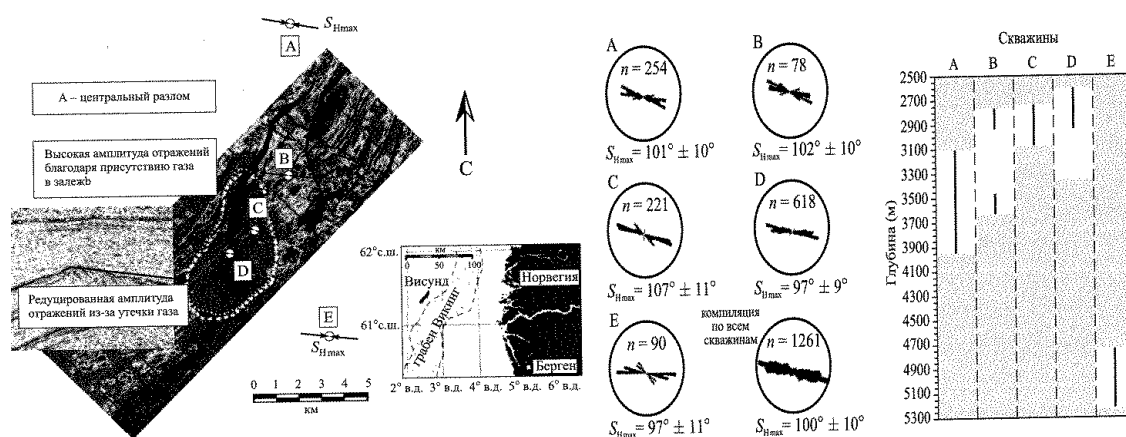 S_Hmax
A
А – центральный разлом
Высокая амплитуда отражений
благодаря присутствию газа
в залежb
B
C
D
Редуцированная амплитуда
отражений из-за утечки газа
С
E
S_Hmax
0 1 2 3 4 5
км
62° с.ш.
61° с.ш.
км
0 50 100
Висунд
грабен Викинг
Норвегия
Берген
2° в.д. 3° в.д. 4° в.д. 5° в.д. 6° в.д.
A
n = 254
S_Hmax = 101° ± 10°
B
n = 78
S_Hmax = 102° ± 10°
C
n = 221
S_Hmax = 107° ± 11°
D
n = 618
S_Hmax = 97° ± 9°
E
n = 90
S_Hmax = 97° ± 11°
компиляция
по всем
скважинам
n = 1261
S_Hmax = 100° ± 10°
Скважины
A B C D E
Глубина (м)
2500
2700
2900
3100
3300
3500
3700
3900
4100
4300
4500
4700
4900
5100
5300